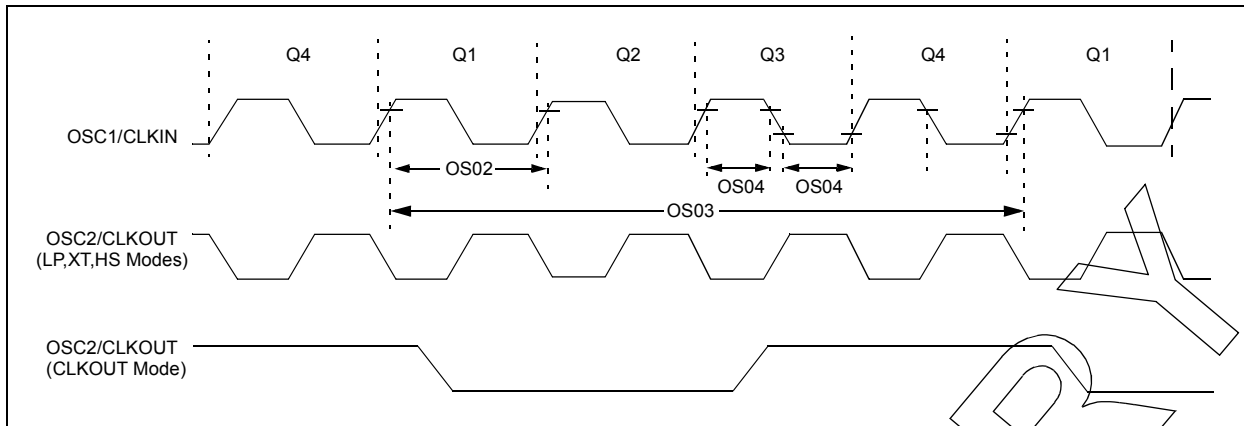 Q4 Q1 Q2 Q3 Q4 Q1
OSC1/CLKIN
OS02 OS04 OS04
OS03
OSC2/CLKOUT
(LP,XT,HS Modes)
OSC2/CLKOUT
(CLKOUT Mode)
Y
R